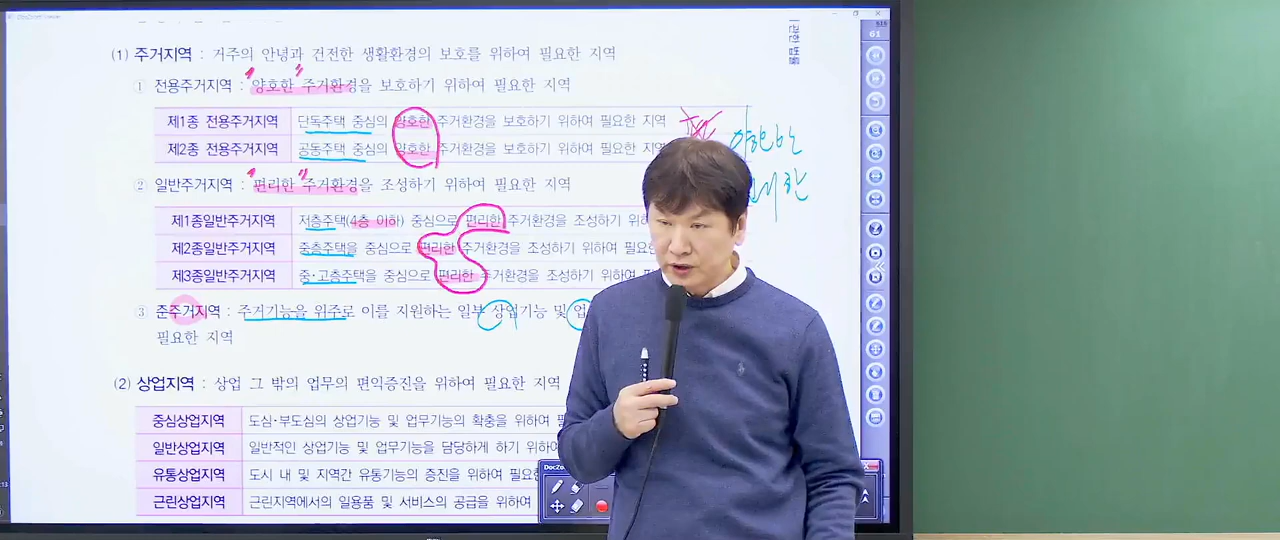 (1) 주거지역 : 거주의 안녕과 건전한 생활환경의 보호를 위하여 필요한 지역
① 전용주거지역 : "양호한" 주거환경을 보호하기 위하여 필요한 지역
제1종 전용주거지역 단독주택 중심의 양호한 주거환경을 보호하기 위하여 필요한 지역
제2종 전용주거지역 공동주택 중심의 양호한 주거환경을 보호하기 위하여 필요한 지역
② 일반주거지역 : "편리한" 주거환경을 조성하기 위하여 필요한 지역
제1종일반주거지역 저층주택(4층 이하) 중심으로 편리한 주거환경을 조성하기 위하
제2종일반주거지역 중층주택을 중심으로 편리한 주거환경을 조성하기 위하여 필요
제3종일반주거지역 중·고층주택을 중심으로 편리한 주거환경을 조성하기 위하여 필
③ 준주거지역 : 주거기능을 위주로 이를 지원하는 일부 상업기능 및 업
필요한 지역
(2) 상업지역 : 상업 그 밖의 업무의 편익증진을 위하여 필요한 지역
중심상업지역 도심·부도심의 상업기능 및 업무기능의 확충을 위하여 필
일반상업지역 일반적인 상업기능 및 업무기능을 담당하게 하기 위하여
유통상업지역 도시 내 및 지역간 유통기능의 증진을 위하여 필요한
근린상업지역 근린지역에서의 일용품 및 서비스의 공급을 위하여
관한 법률
61